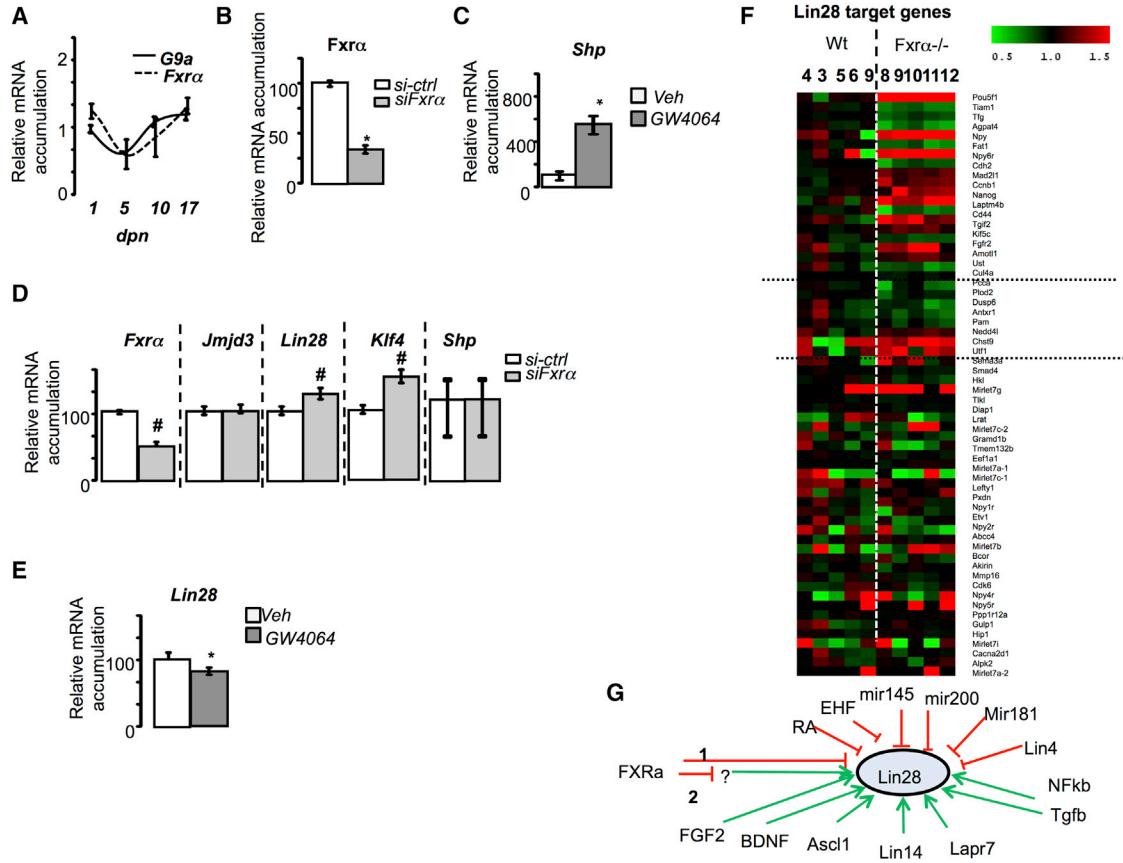 A
Relative mRNA
accumulation
2
1
0
G9a
Fxrα
1 5 10 17
dpn
B
Relative mRNA accumulation
Fxrα
100
50
0
si-ctrl
siFxrα
*
C
Relative mRNA
accumulation
Shp
800
400
0
Veh
GW4064
*
D
Relative mRNA
accumulation
100
0
Fxrα Jmjd3 Lin28 Klf4 Shp
# # #
si-ctrl
siFxrα
E
Relative mRNA
accumulation
Lin28
100
0
Veh
GW4064
*
F
Lin28 target genes
Wt Fxrα-/-
4 3 5 6 9 8 9 10 11 12
0.5 1.0 1.5
Pou5f1
Tiam1
Tfg
Agpat4
Npy
Fat1
Npy6r
Cdh2
Mad2l1
Ccnb1
Nanog
Laptm4b
Cd44
Tgif2
Kif5c
Fgfr2
Amotl1
Ust
Cul4a
Pcca
Plod2
Dusp6
Antxr1
Pam
Nedd4l
Chst9
Utf1
Sema3a
Smad4
Hkl
Mirlet7g
Tlkl
Diap1
Lrat
Mirlet7c-2
Gramd1b
Tmem132b
Eef1a1
Mirlet7a-1
Mirlet7c-1
Lefty1
Pxdn
Npy1r
Etv1
Npy2r
Abcc4
Mirlet7b
Bcor
Akirin
Mmp16
Cdk6
Npy4r
Npy5r
Ppp1r12a
Gulp1
Hip1
Mirlet7i
Cacna2d1
Alpk2
Mirlet7a-2
G
RA
EHF
mir145
mir200
Mir181
Lin4
FXRa
1
?
2
Lin28
NFkb
Tgfb
FGF2
BDNF
Ascl1
Lin14
Lapr7